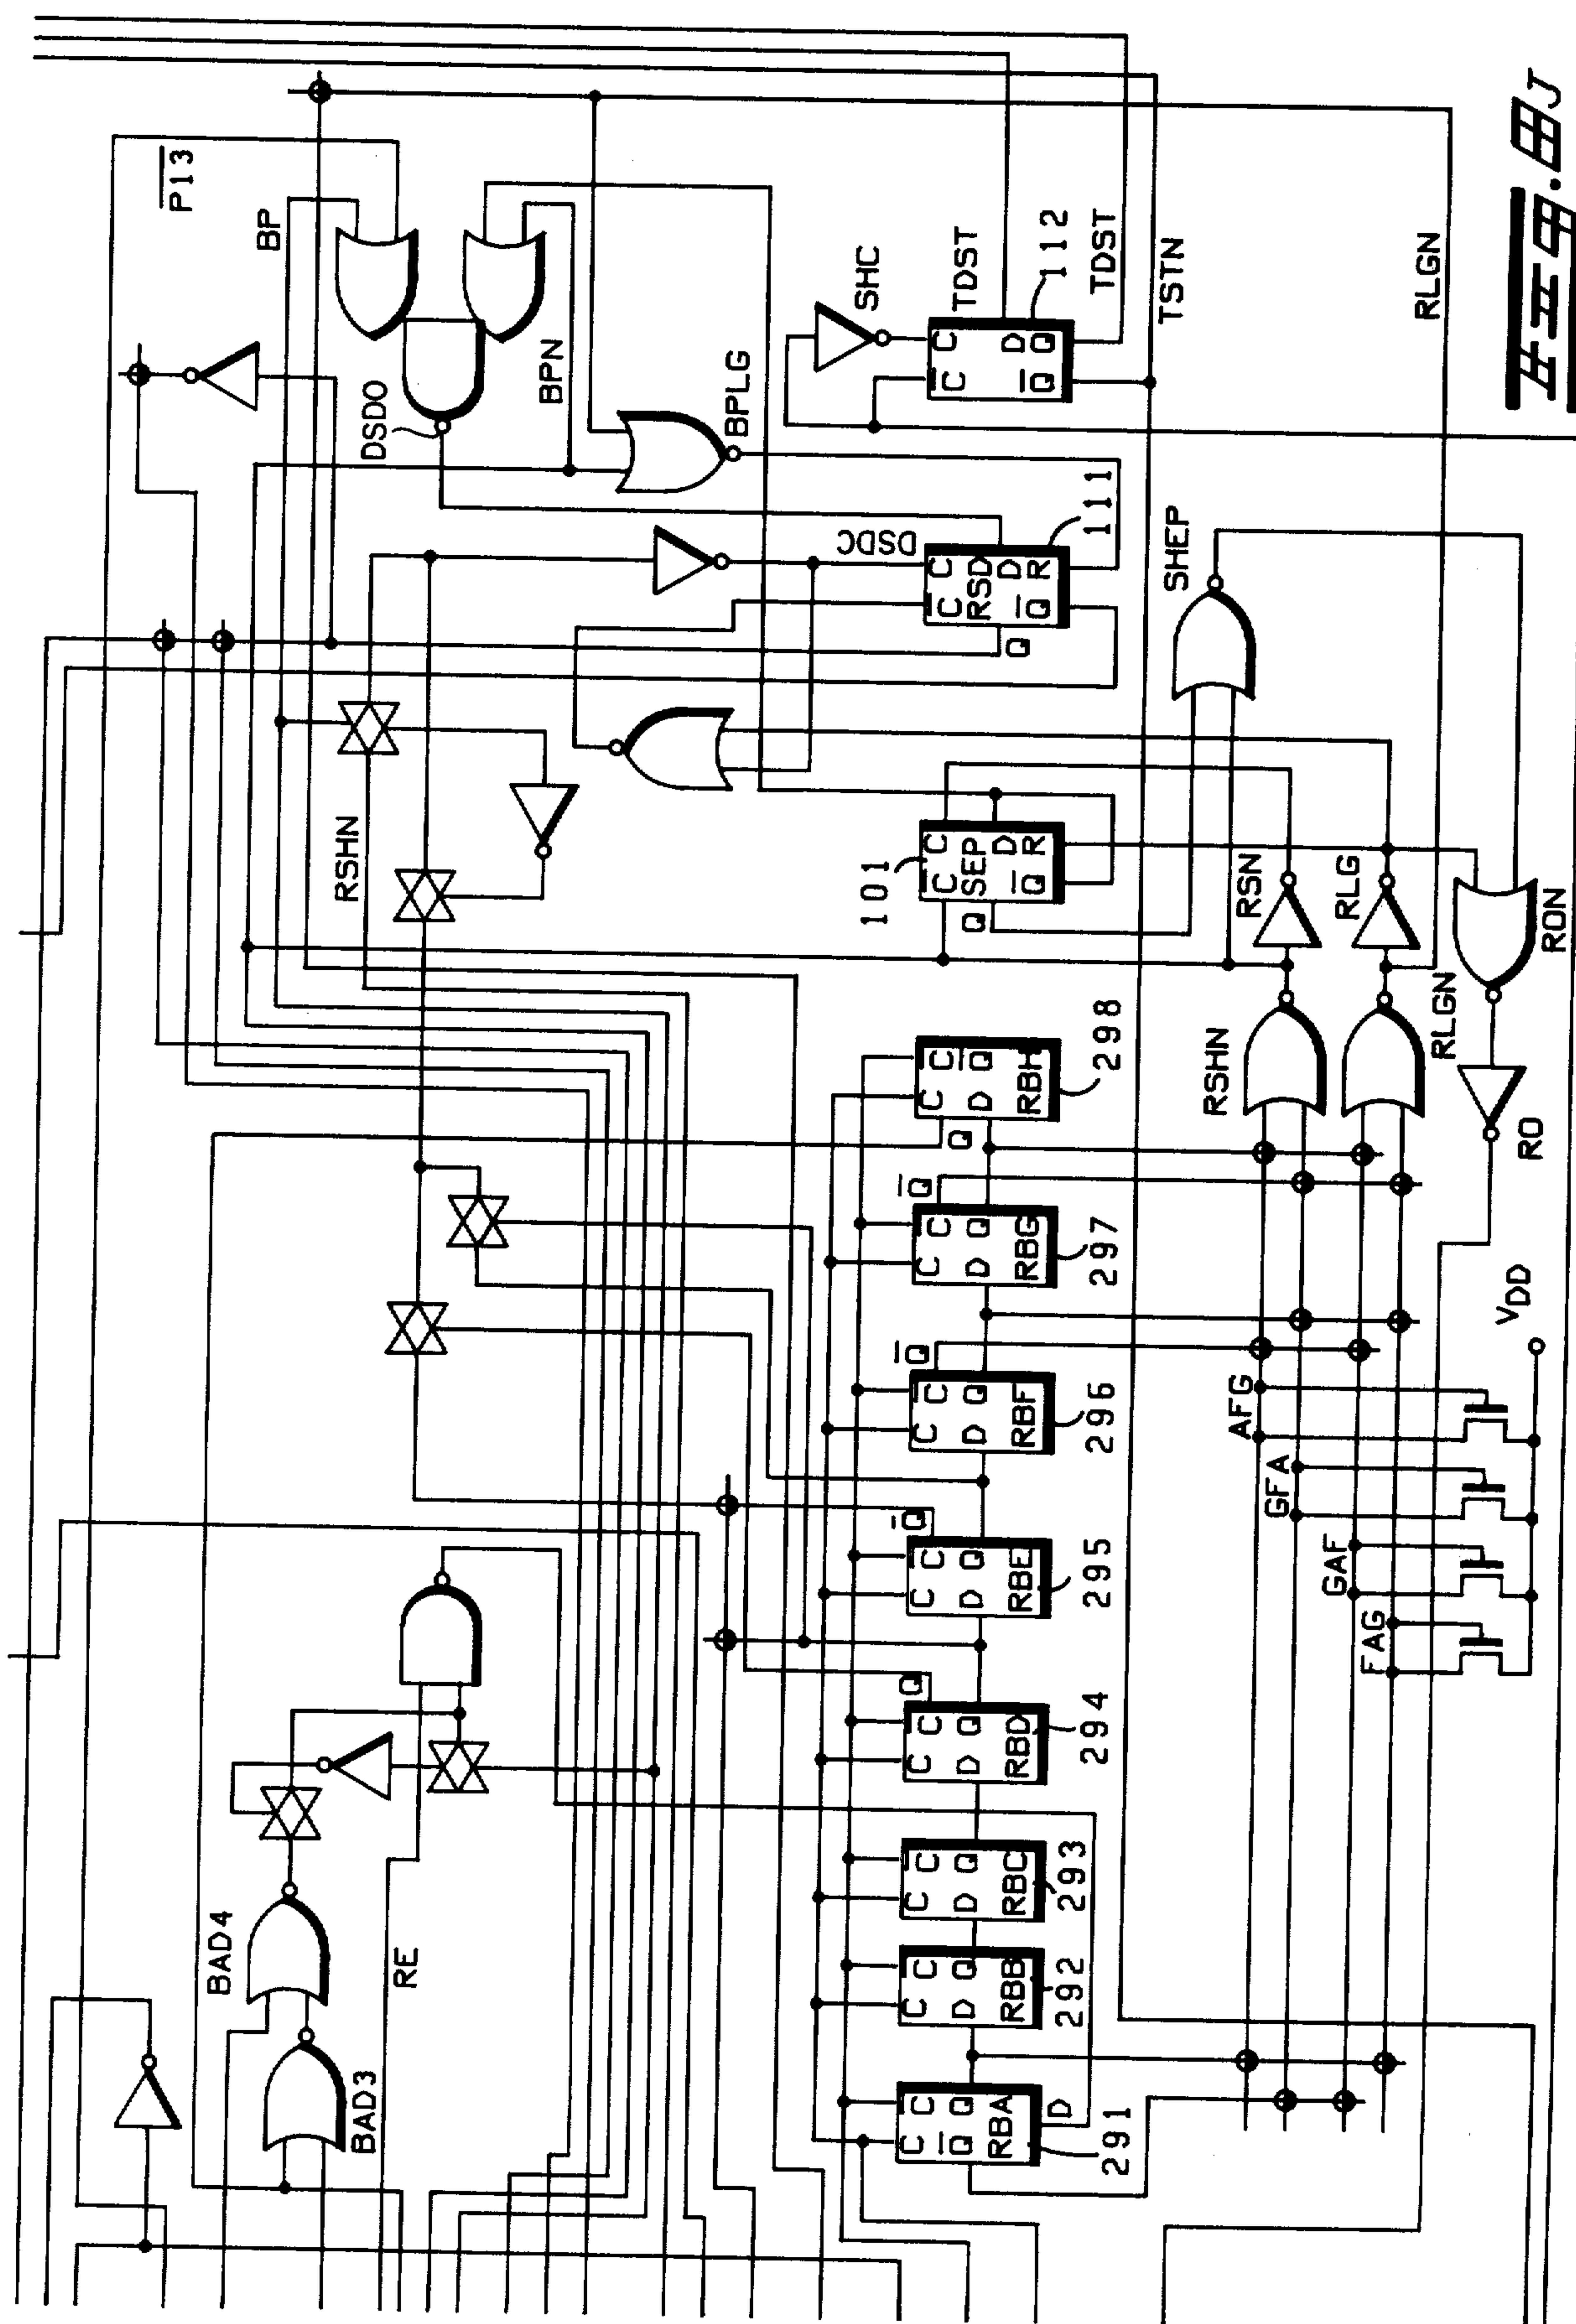 P13
BP
DSDO
BPN
BPLG
SHC
C
TDST
C
D
Q
Q
112
TDST
TSTN
RLGN
DSDC
C
RSD
C
D
R
Q
Q
111
SHEP
RSHN
101
C
SEP
C
D
R
Q
Q
RSN
RLG
RON
RSHN
RLGN
RO
C
C
D
Q
RBH
Q
298
Q
C
C
D
Q
RBG
297
Q
C
C
D
Q
RBF
296
Q
C
C
D
Q
RBE
295
Q
C
C
D
Q
RBD
294
C
C
D
Q
RBC
293
C
C
D
Q
RBB
292
C
C
Q
Q
RBA
D
291
AFG
GFA
GAF
FAG
VDD
BAD4
BAD3
RE